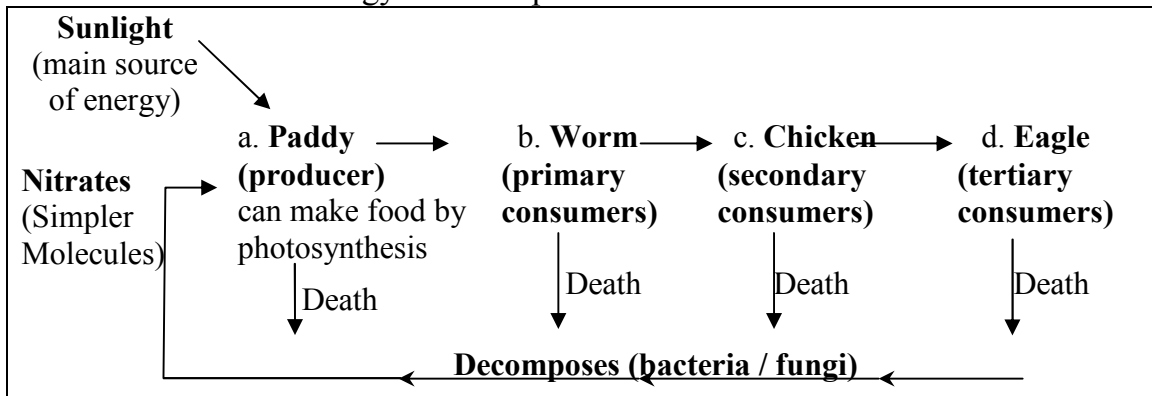 Sunlight
(main source
of energy)
a. Paddy
(producer)
can make food by
photosynthesis
b. Worm
(primary
consumers)
c. Chicken
(secondary
consumers)
d. Eagle
(tertiary
consumers)
Nitrates
(Simpler
Molecules)
Death
Death
Death
Death
Decomposes (bacteria / fungi)